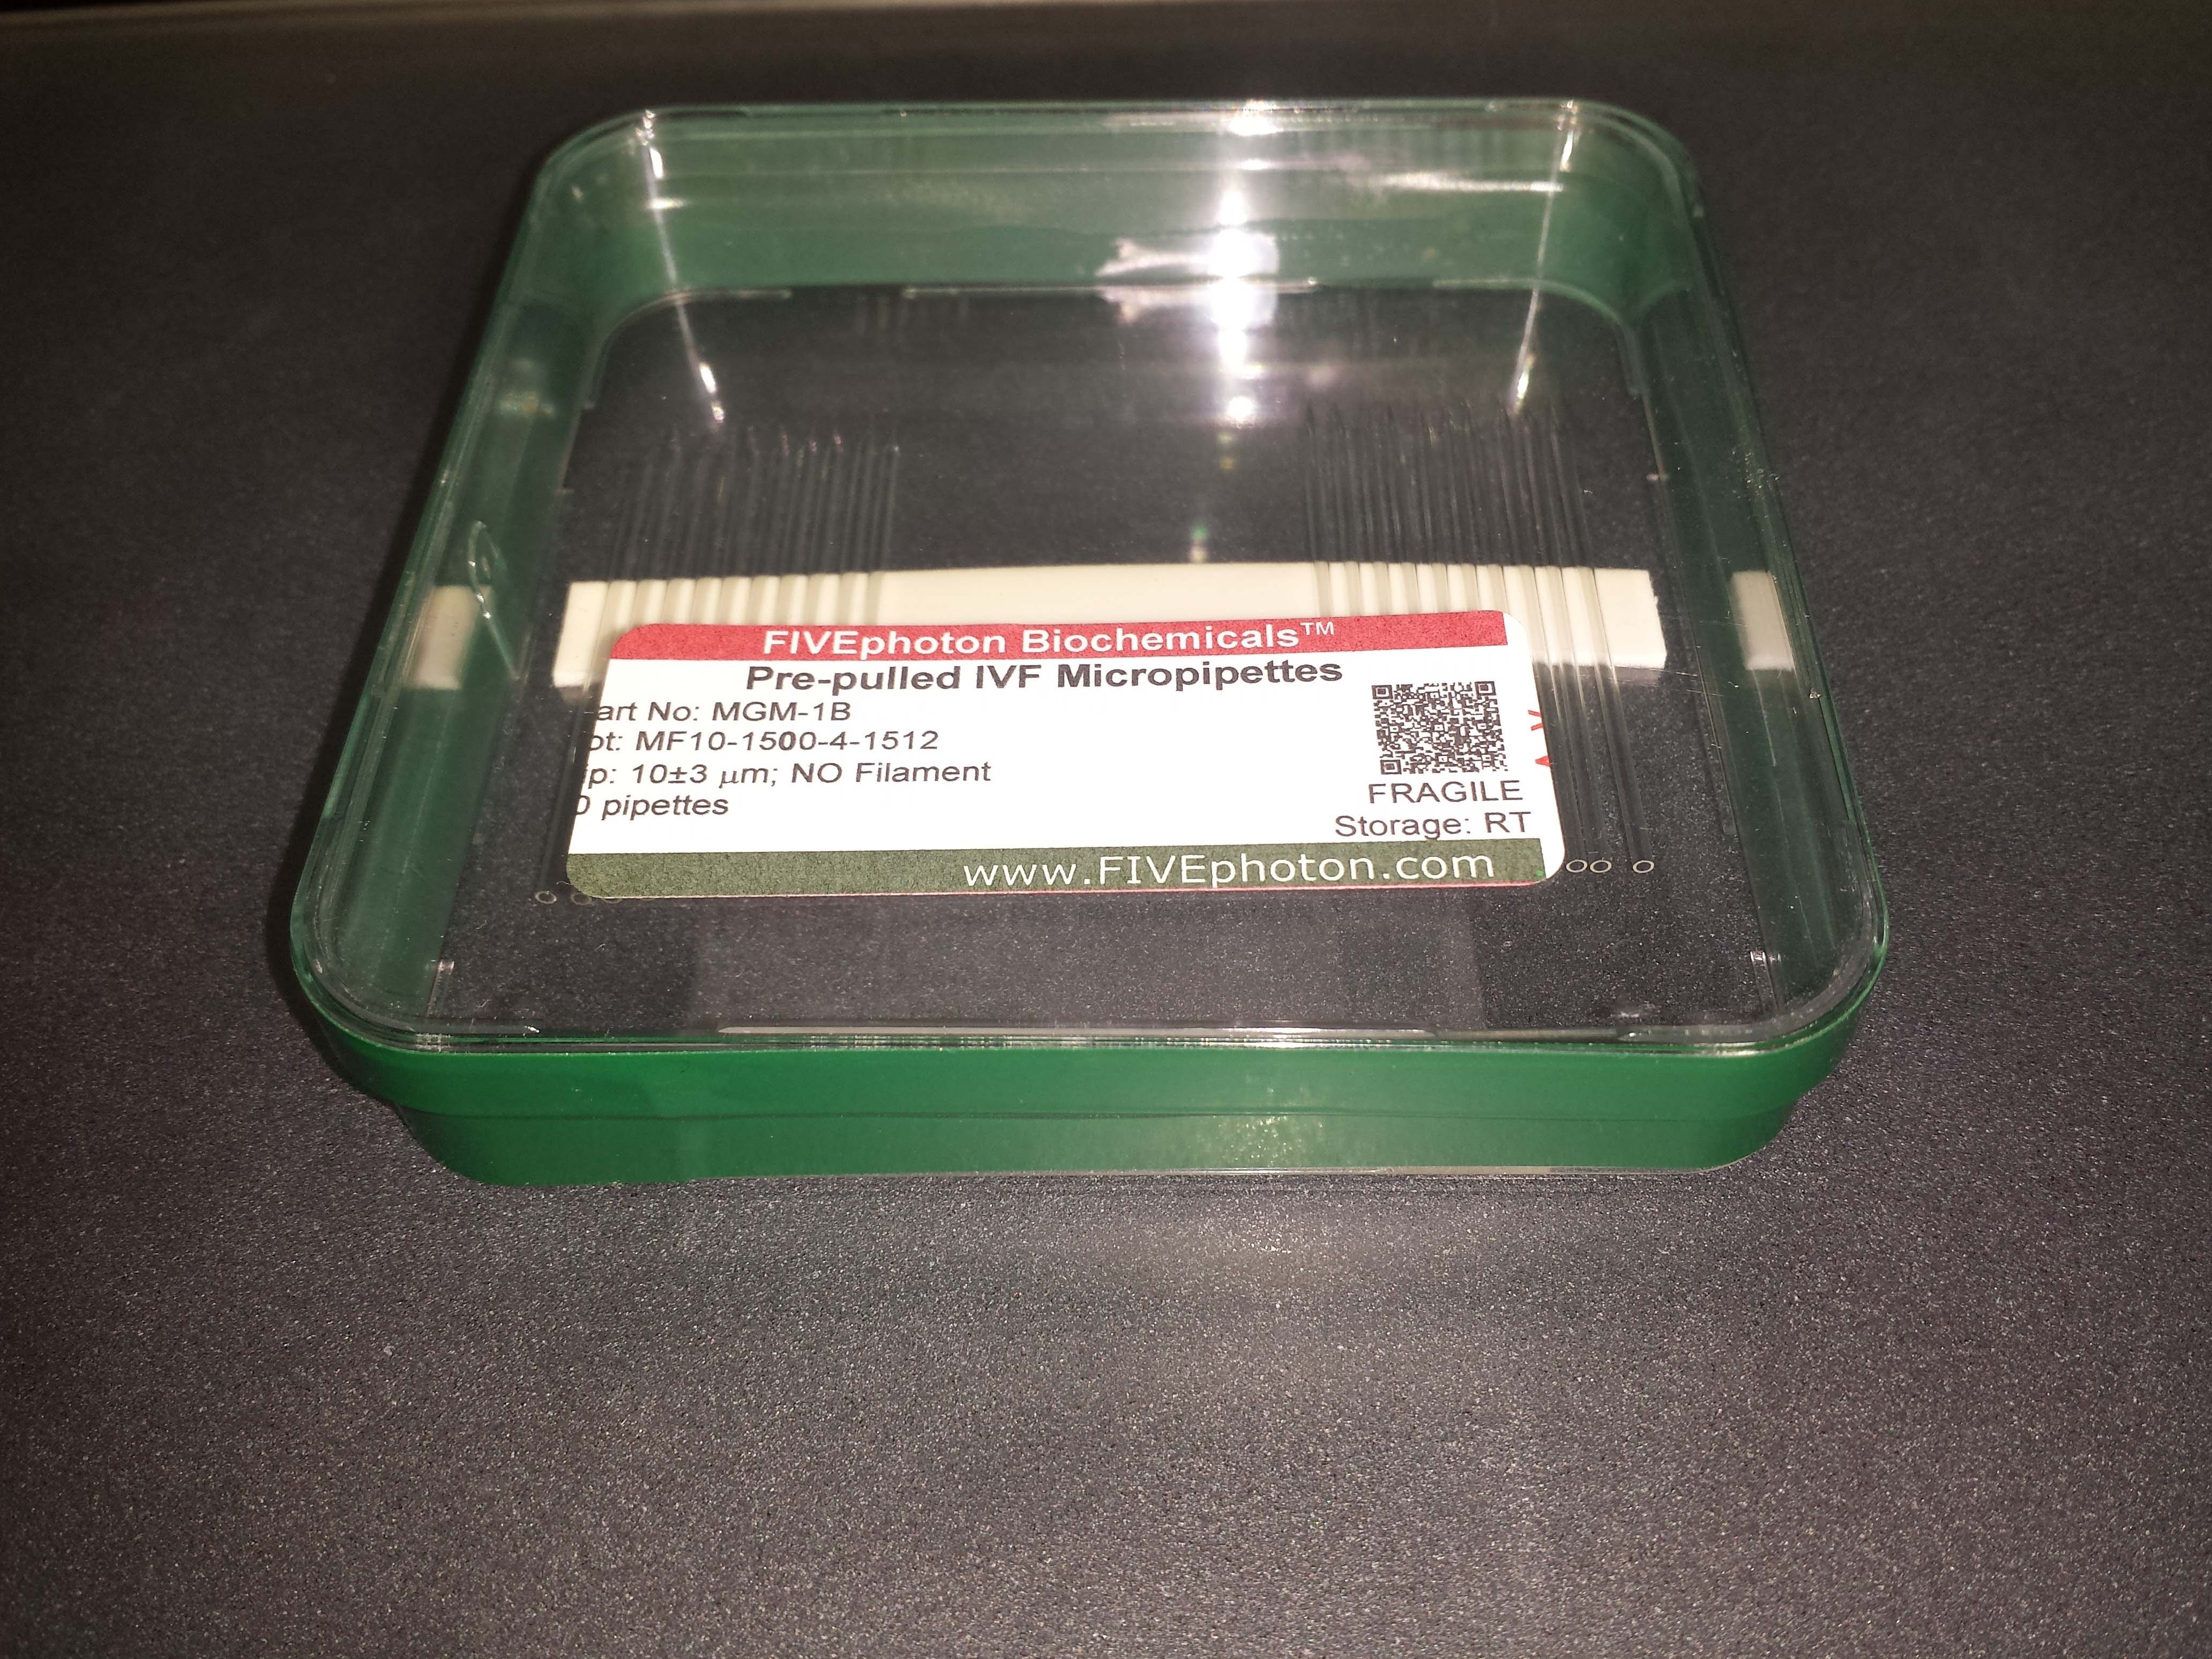 FIVEphoton Biochemicals™
Pre-pulled IVF Micropipettes
art No: MGM-1B
ot: MF10-1500-4-1512
ip: 10±3 µm; NO Filament
0 pipettes
FRAGILE
Storage: RT
www.FIVEphoton.com